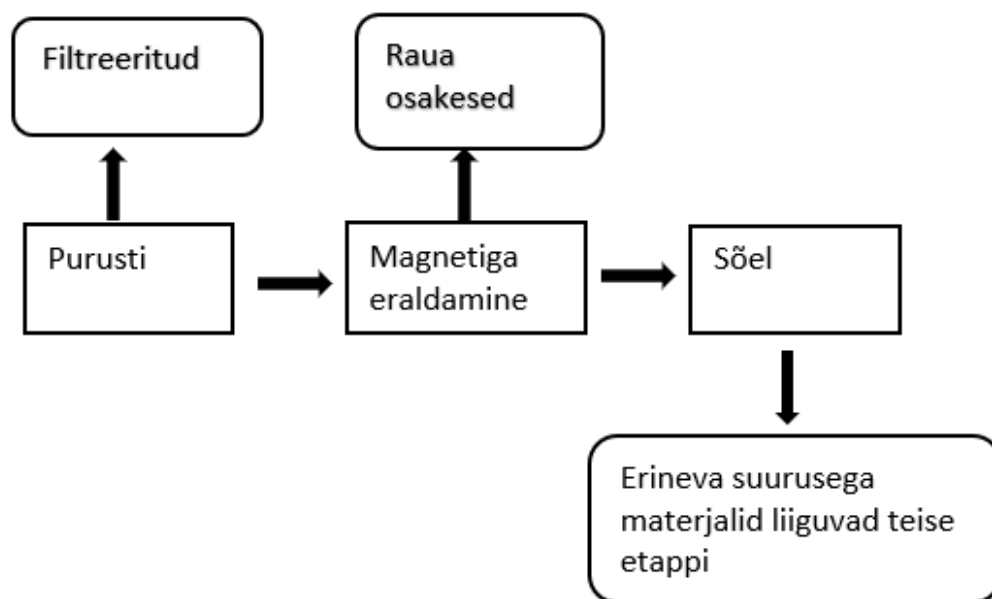 Filtreeritud
Raua
osakesed
Purusti
Magnetiga
eraldamine
Sõel
Erineva suurusega
materjalid liiguvad teise
etappi